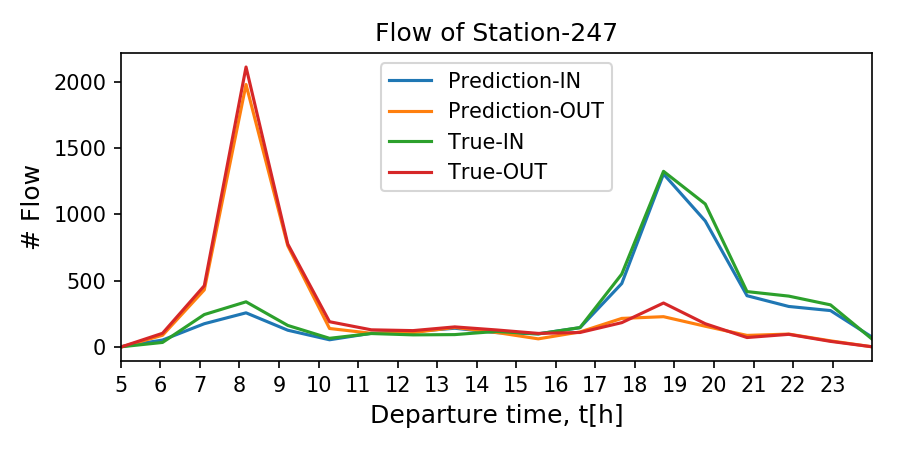 Flow of Station-247
# Flow
2000
1500
1000
500
0
Prediction-IN
Prediction-OUT
True-IN
True-OUT
5 6 7 8 9 10 11 12 13 14 15 16 17 18 19 20 21 22 23
Departure time, t[h]